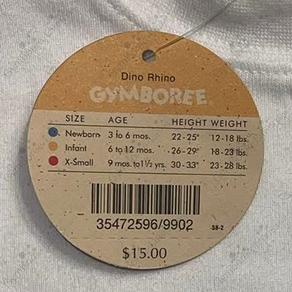 Dino Rhino
GYMBOREE
SIZE AGE HEIGHT WEIGHT
Newborn 3 to 6 mos. 22-25" 12-18 lbs.
Infant 6 to 12 mos. 26-29" 18-23 lbs.
X-Small 9 mos. to 1½ yrs. 30-33" 23-28 lbs.
35472596/9902
38-2
$15.00